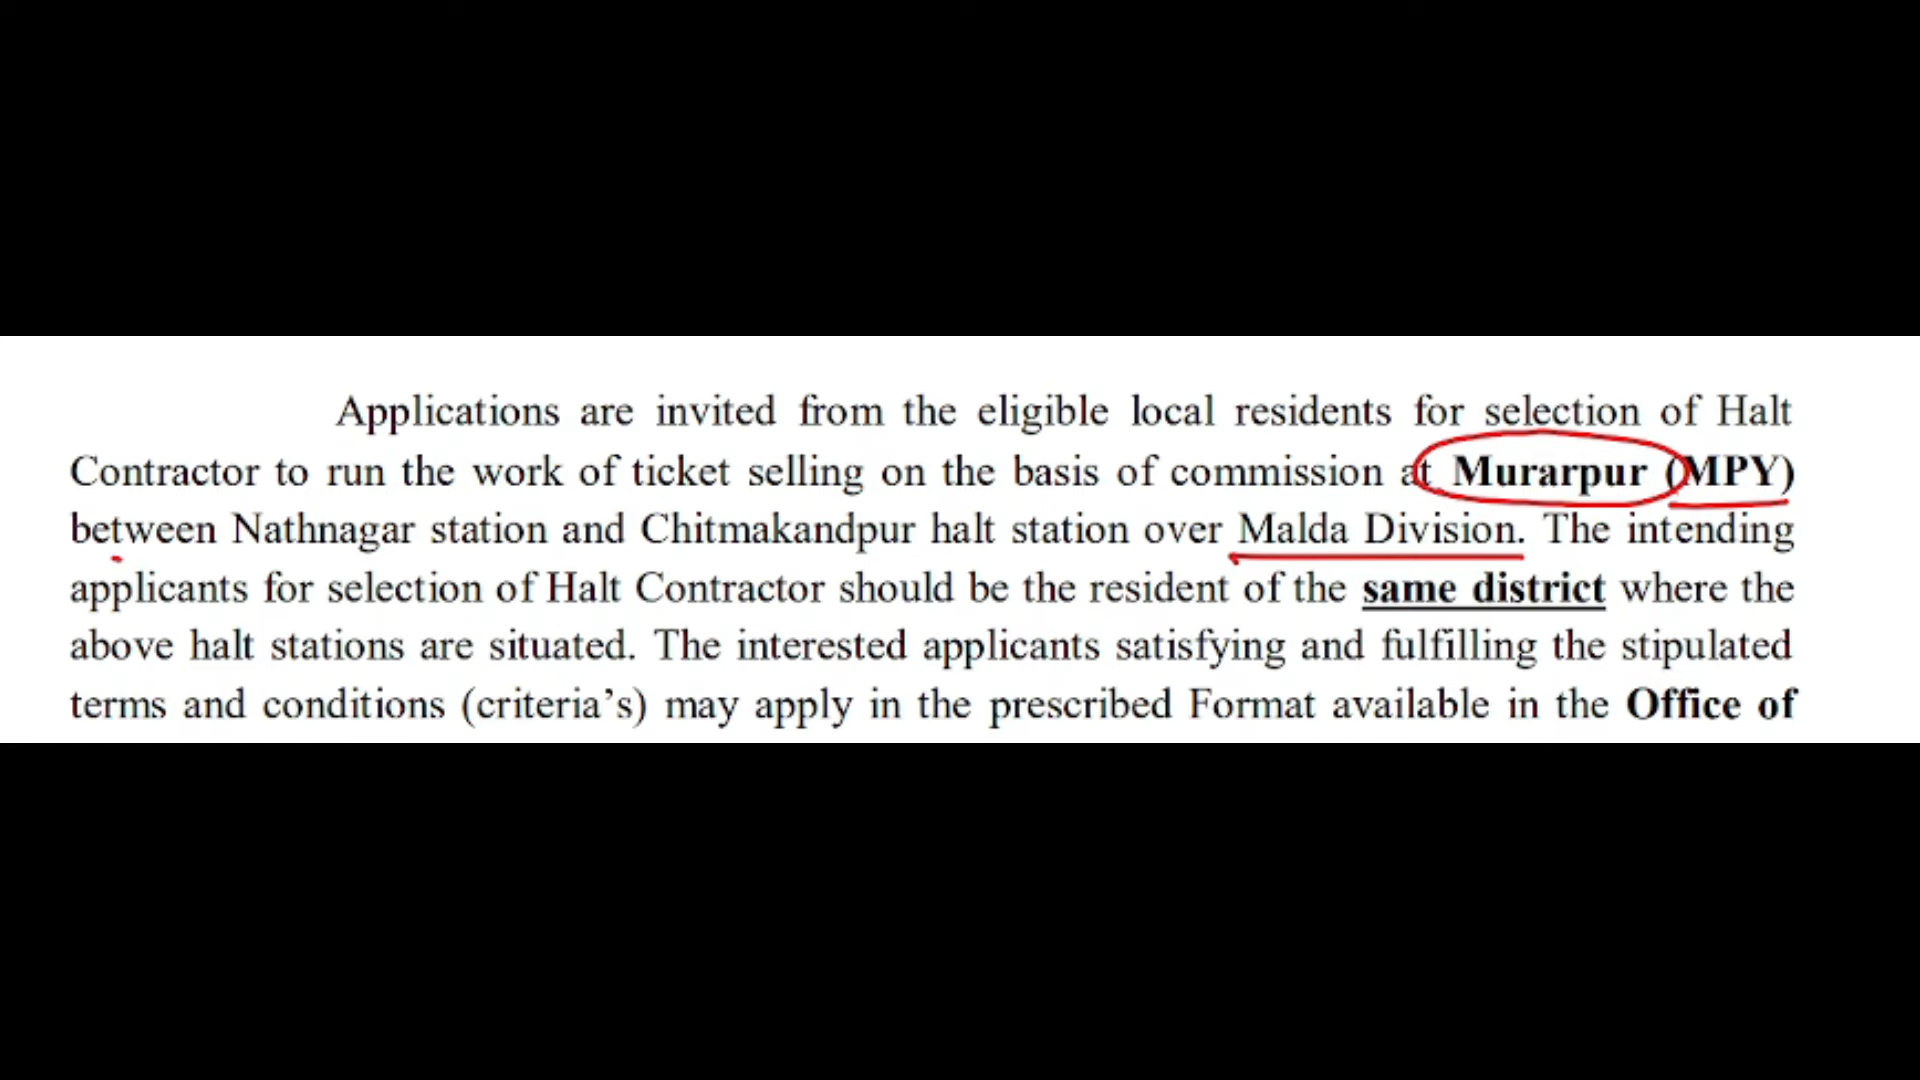 Applications are invited from the eligible local residents for selection of Halt
Contractor to run the work of ticket selling on the basis of commission at Murarpur (MPY)
between Nathnagar station and Chitmakandpur halt station over Malda Division. The intending
applicants for selection of Halt Contractor should be the resident of the same district where the
above halt stations are situated. The interested applicants satisfying and fulfilling the stipulated
terms and conditions (criteria’s) may apply in the prescribed Format available in the Office of